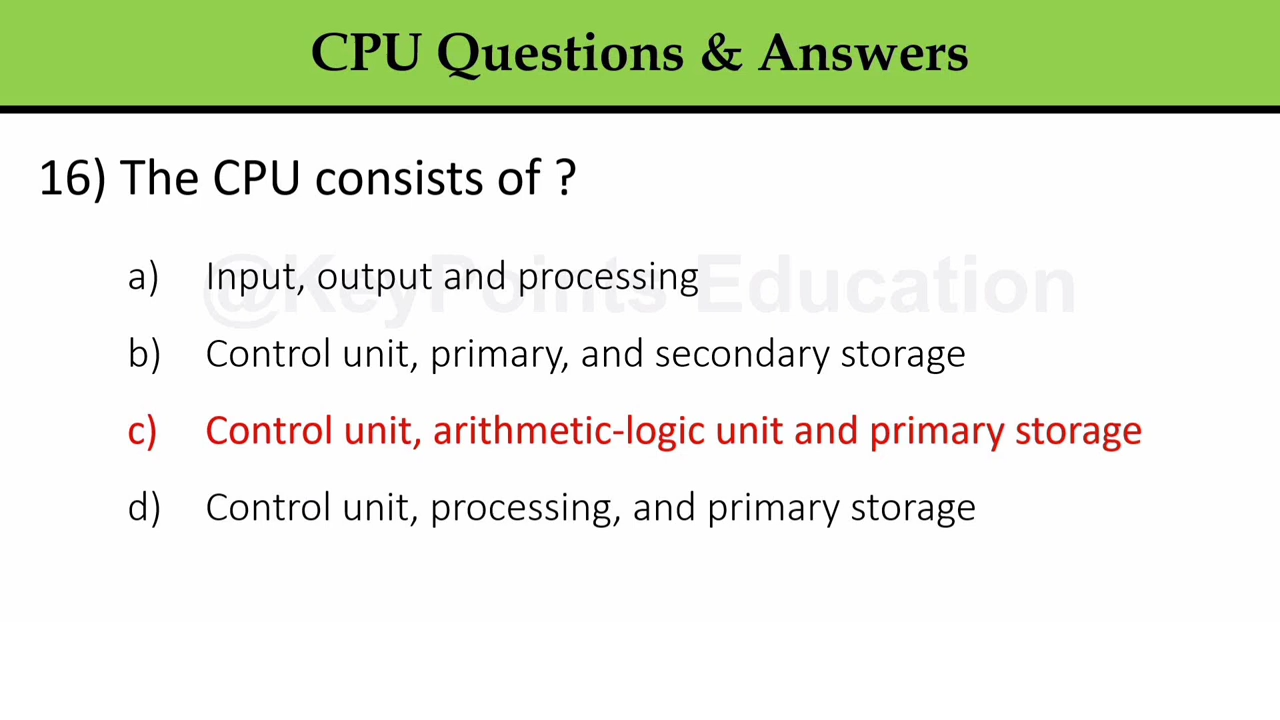 CPU Questions & Answers
16) The CPU consists of ?
@KeyPoints Education
a) Input, output and processing
b) Control unit, primary, and secondary storage
c) Control unit, arithmetic-logic unit and primary storage
d) Control unit, processing, and primary storage